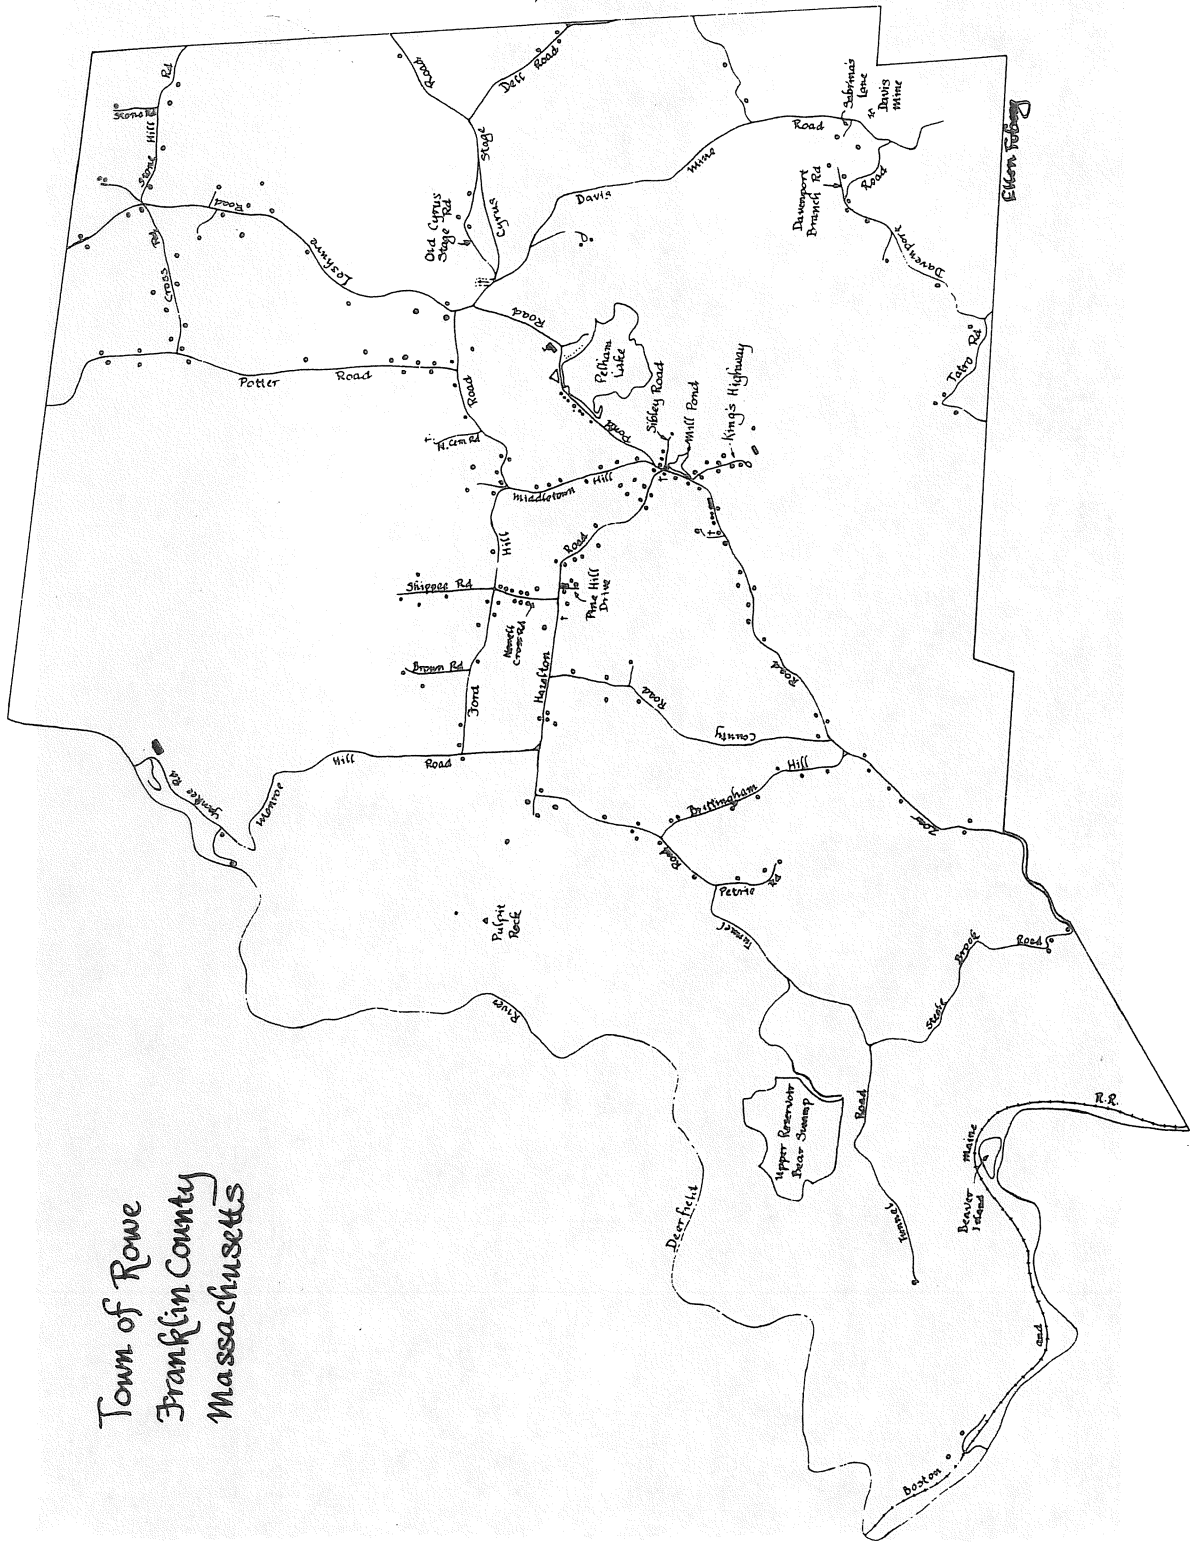 Town of Rowe
Franklin County
Massachusetts
Stone Rd
Stone Hill Rd
Road
Leshure
Cross Rd
Potter Road
Road
Stage
Cyrus
Dell Road
Old Cyrus
Stage Rd
Davis
Mine
Road
Sabrina's
Lane
Davis
Mine
Davenport
Branch Rd
Road
Davenport
Tatro Rd
Ellen Tobey
Road
Pond
Pelham
Lake
Sibley Road
Mill Pond
King's Highway
Road
N. Cem Rd
Middletown Hill
Hill
Ford
Shippee Rd
Brown Rd
Newell
Cross Rd
Pine Hill
Drive
Road
Hazelton
Road
County
Road
Zoar
Hill
Brittingham
Monroe Hill Road
Yankee Rd
Pulpit
Rock
Petrie Rd
Road
Tunnel
Road
Tunnel
Steele Brook Road
Upper Reservoir
Bear Swamp
River
Deerfield
Beaver
Island
Boston and Maine R.R.